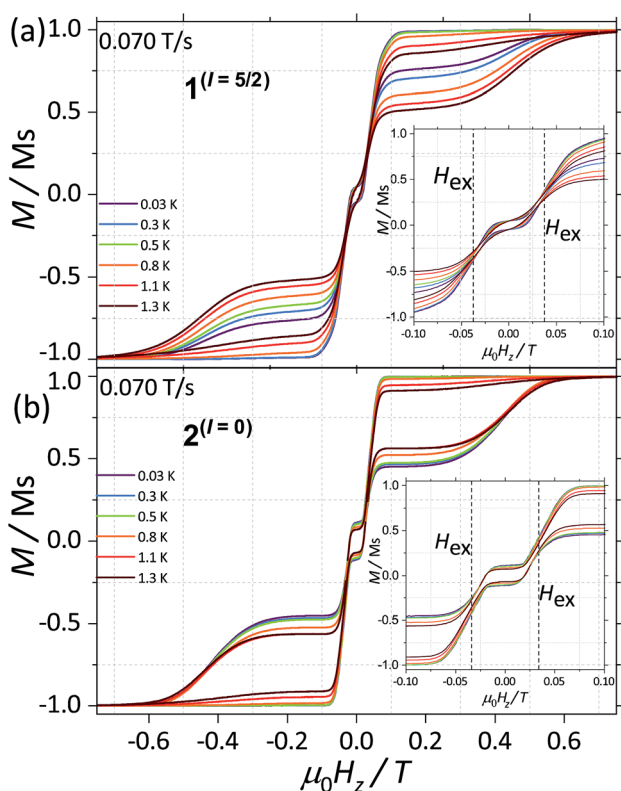 (a)
0.070 T/s
1(I = 5/2)
M / Ms
1.0
0.5
0.0
-0.5
-1.0
0.03 K
0.3 K
0.5 K
0.8 K
1.1 K
1.3 K
M / Ms
1.0
0.5
0.0
-0.5
-1.0
Hex
Hex
-0.10 -0.05 0.00 0.05 0.10
μ0Hz/T
(b)
0.070 T/s
2(I = 0)
M / Ms
1.0
0.5
0.0
-0.5
-1.0
0.03 K
0.3 K
0.5 K
0.8 K
1.1 K
1.3 K
M / Ms
1.0
0.5
0.0
-0.5
-1.0
Hex
Hex
-0.10 -0.05 0.00 0.05 0.10
μ0Hz/T
-0.6 -0.4 -0.2 0.0 0.2 0.4 0.6
μ0Hz / T